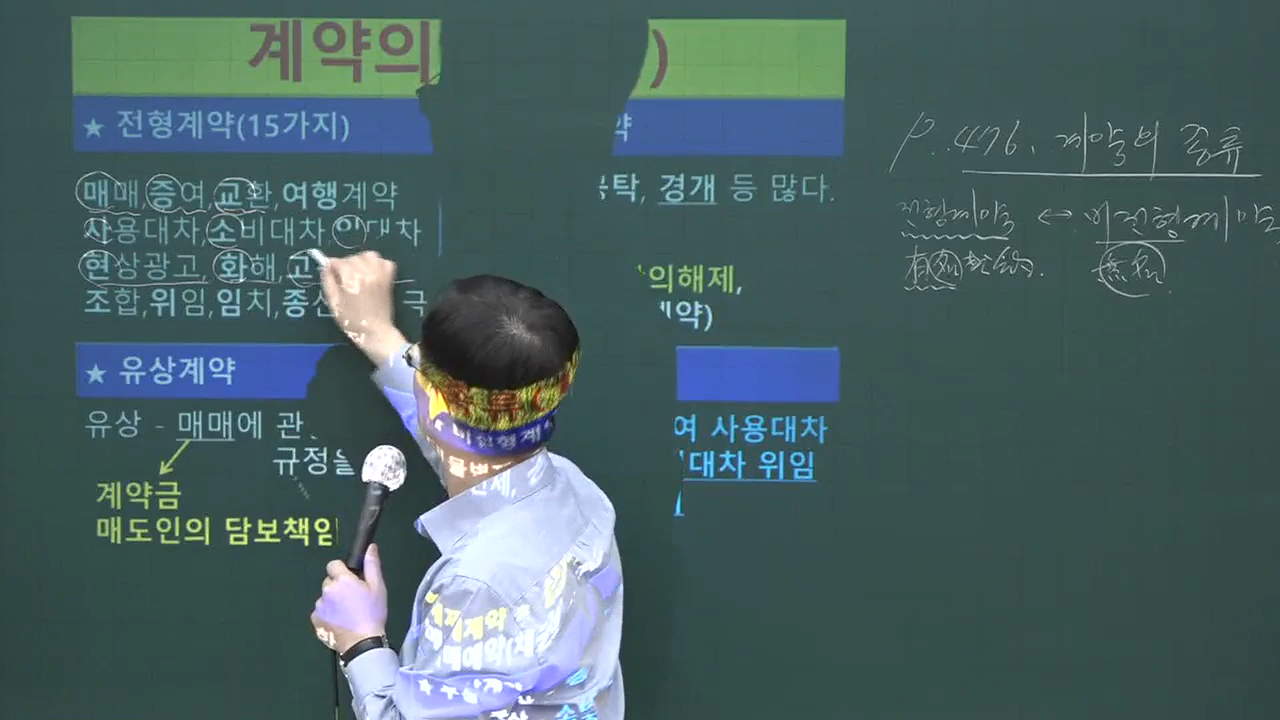 계약의 )
★ 전형계약(15가지)
약
매매,증여,교환,여행계약
탁, 경개 등 많다.
사용대차,소비대차,임대차
현상광고, 화해, 고
의해제,
조합,위임,임치,종신
약)
★ 유상계약
유상 - 매매에 관
규정을
계약금
매도인의 담보책임
여 사용대차
대차 위임
P. 476. 계약의 종류
전형계약 ↔ 비전형계약
有名契約. 無名